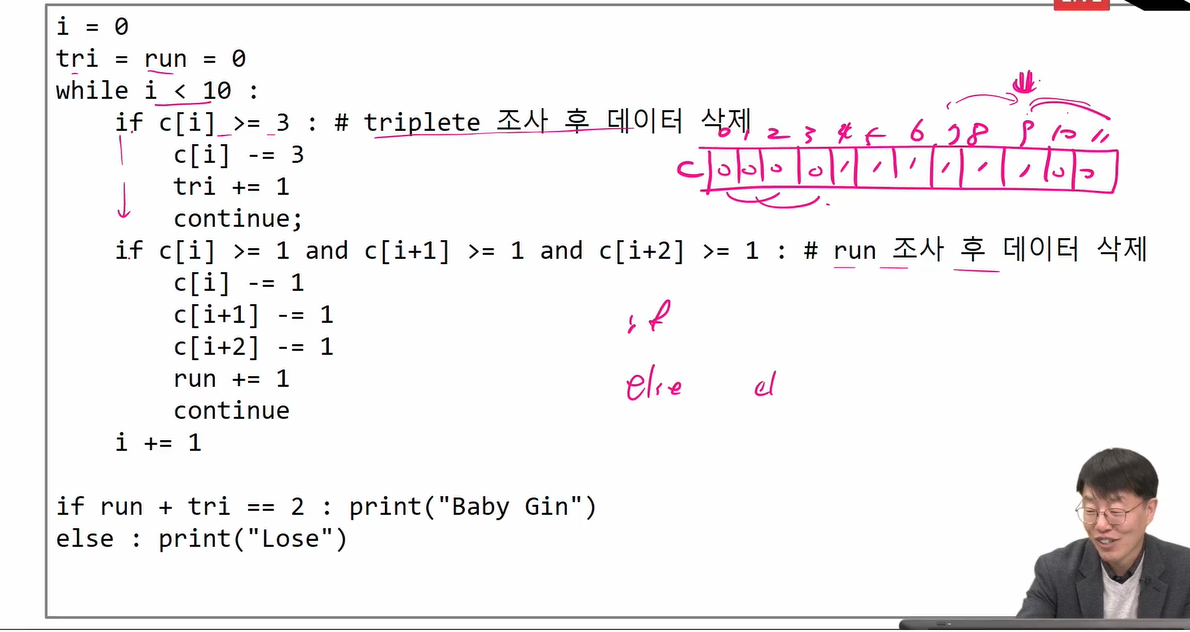 i = 0
tri = run = 0
while i < 10 :
if c[i] >= 3 : # triplete 조사 후 데이터 삭제
c[i] -= 3
tri += 1
continue;
if c[i] >= 1 and c[i+1] >= 1 and c[i+2] >= 1 : # run 조사 후 데이터 삭제
c[i] -= 1
c[i+1] -= 1
c[i+2] -= 1
run += 1
continue
i += 1
if run + tri == 2 : print("Baby Gin")
else : print("Lose")
0 1 2 3 4 5 6 7 8 9 10 11
C 0 0 0 0 1 1 1 1 1 1 0 0
if
else el